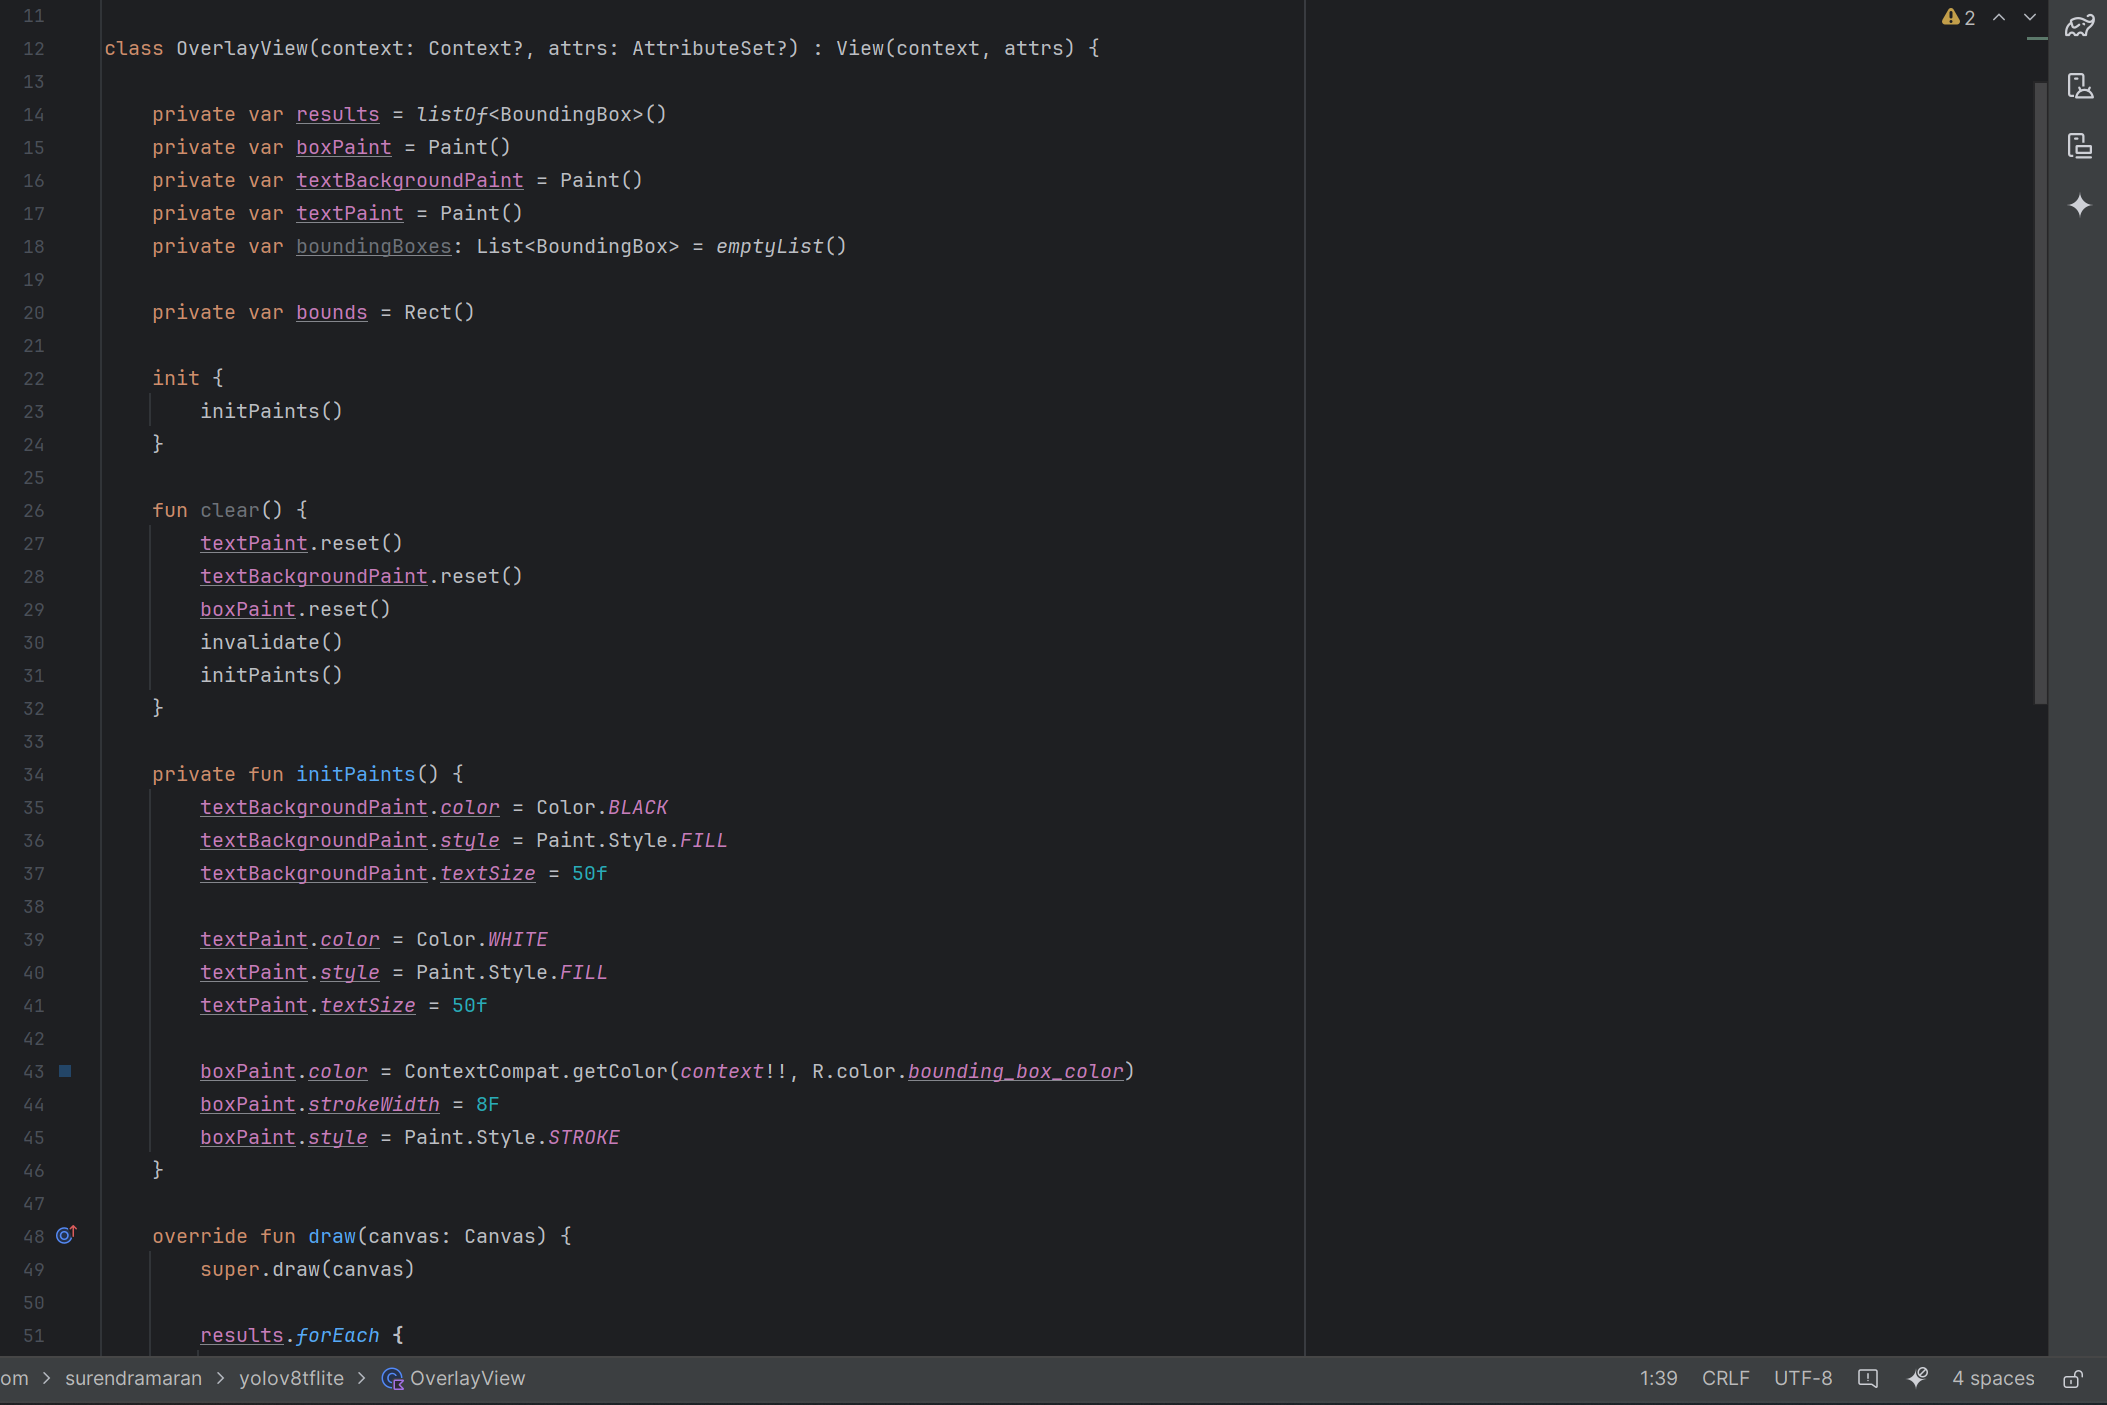 2
11
12 class OverlayView(context: Context?, attrs: AttributeSet?) : View(context, attrs) {
13
14 private var results = listOf<BoundingBox>()
15 private var boxPaint = Paint()
16 private var textBackgroundPaint = Paint()
17 private var textPaint = Paint()
18 private var boundingBoxes: List<BoundingBox> = emptyList()
19
20 private var bounds = Rect()
21
22 init {
23 initPaints()
24 }
25
26 fun clear() {
27 textPaint.reset()
28 textBackgroundPaint.reset()
29 boxPaint.reset()
30 invalidate()
31 initPaints()
32 }
33
34 private fun initPaints() {
35 textBackgroundPaint.color = Color.BLACK
36 textBackgroundPaint.style = Paint.Style.FILL
37 textBackgroundPaint.textSize = 50f
38
39 textPaint.color = Color.WHITE
40 textPaint.style = Paint.Style.FILL
41 textPaint.textSize = 50f
42
43 boxPaint.color = ContextCompat.getColor(context!!, R.color.bounding_box_color)
44 boxPaint.strokeWidth = 8F
45 boxPaint.style = Paint.Style.STROKE
46 }
47
48 override fun draw(canvas: Canvas) {
49 super.draw(canvas)
50
51 results.forEach {
om > surendramaran > yolov8tflite > OverlayView 1:39 CRLF UTF-8 4 spaces